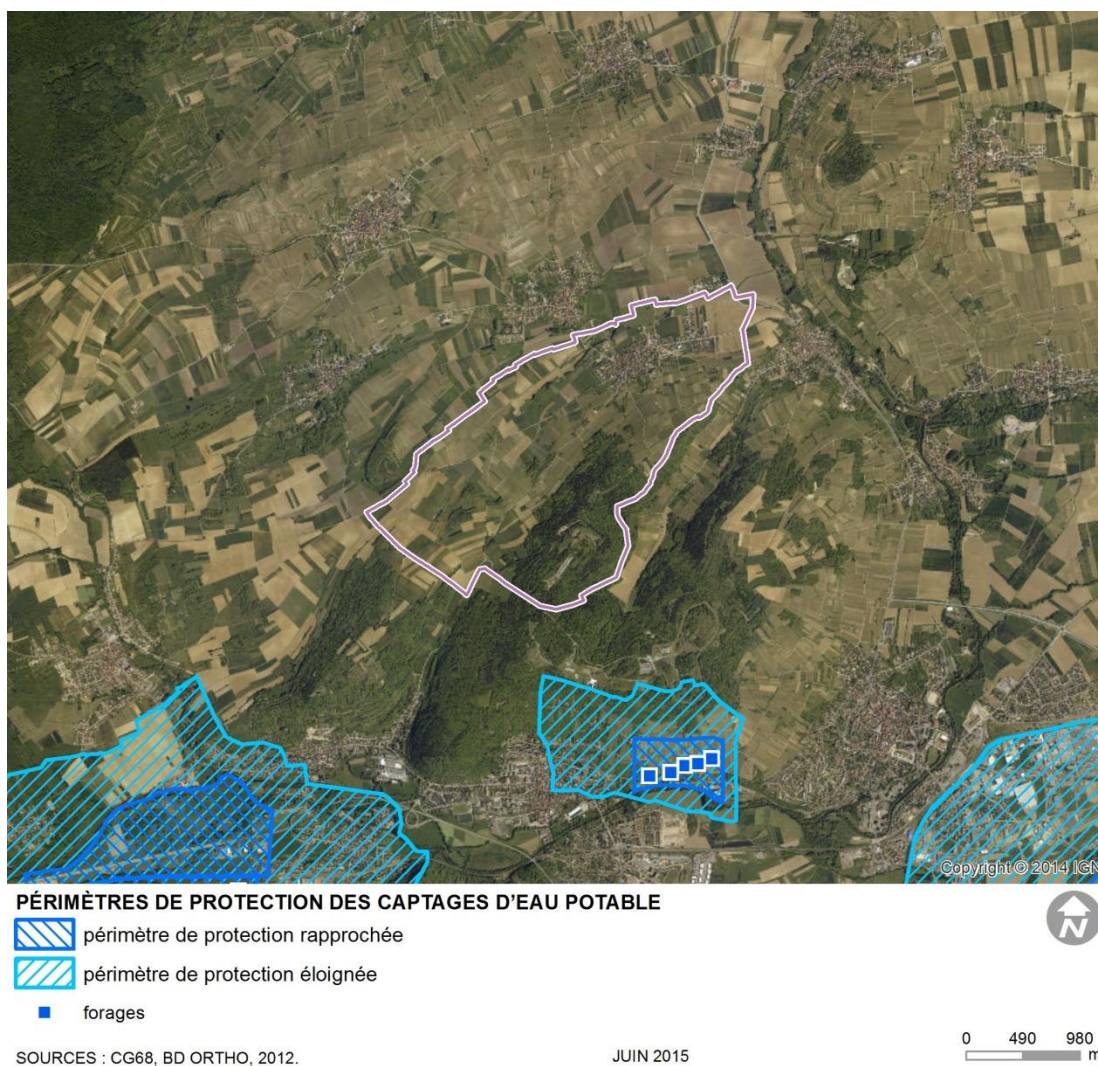 Copyright © 2014 IGN
PÉRIMÈTRES DE PROTECTION DES CAPTAGES D'EAU POTABLE
périmètre de protection rapprochée
périmètre de protection éloignée
forages
N
SOURCES : CG68, BD ORTHO, 2012.
JUIN 2015
0 490 980
m